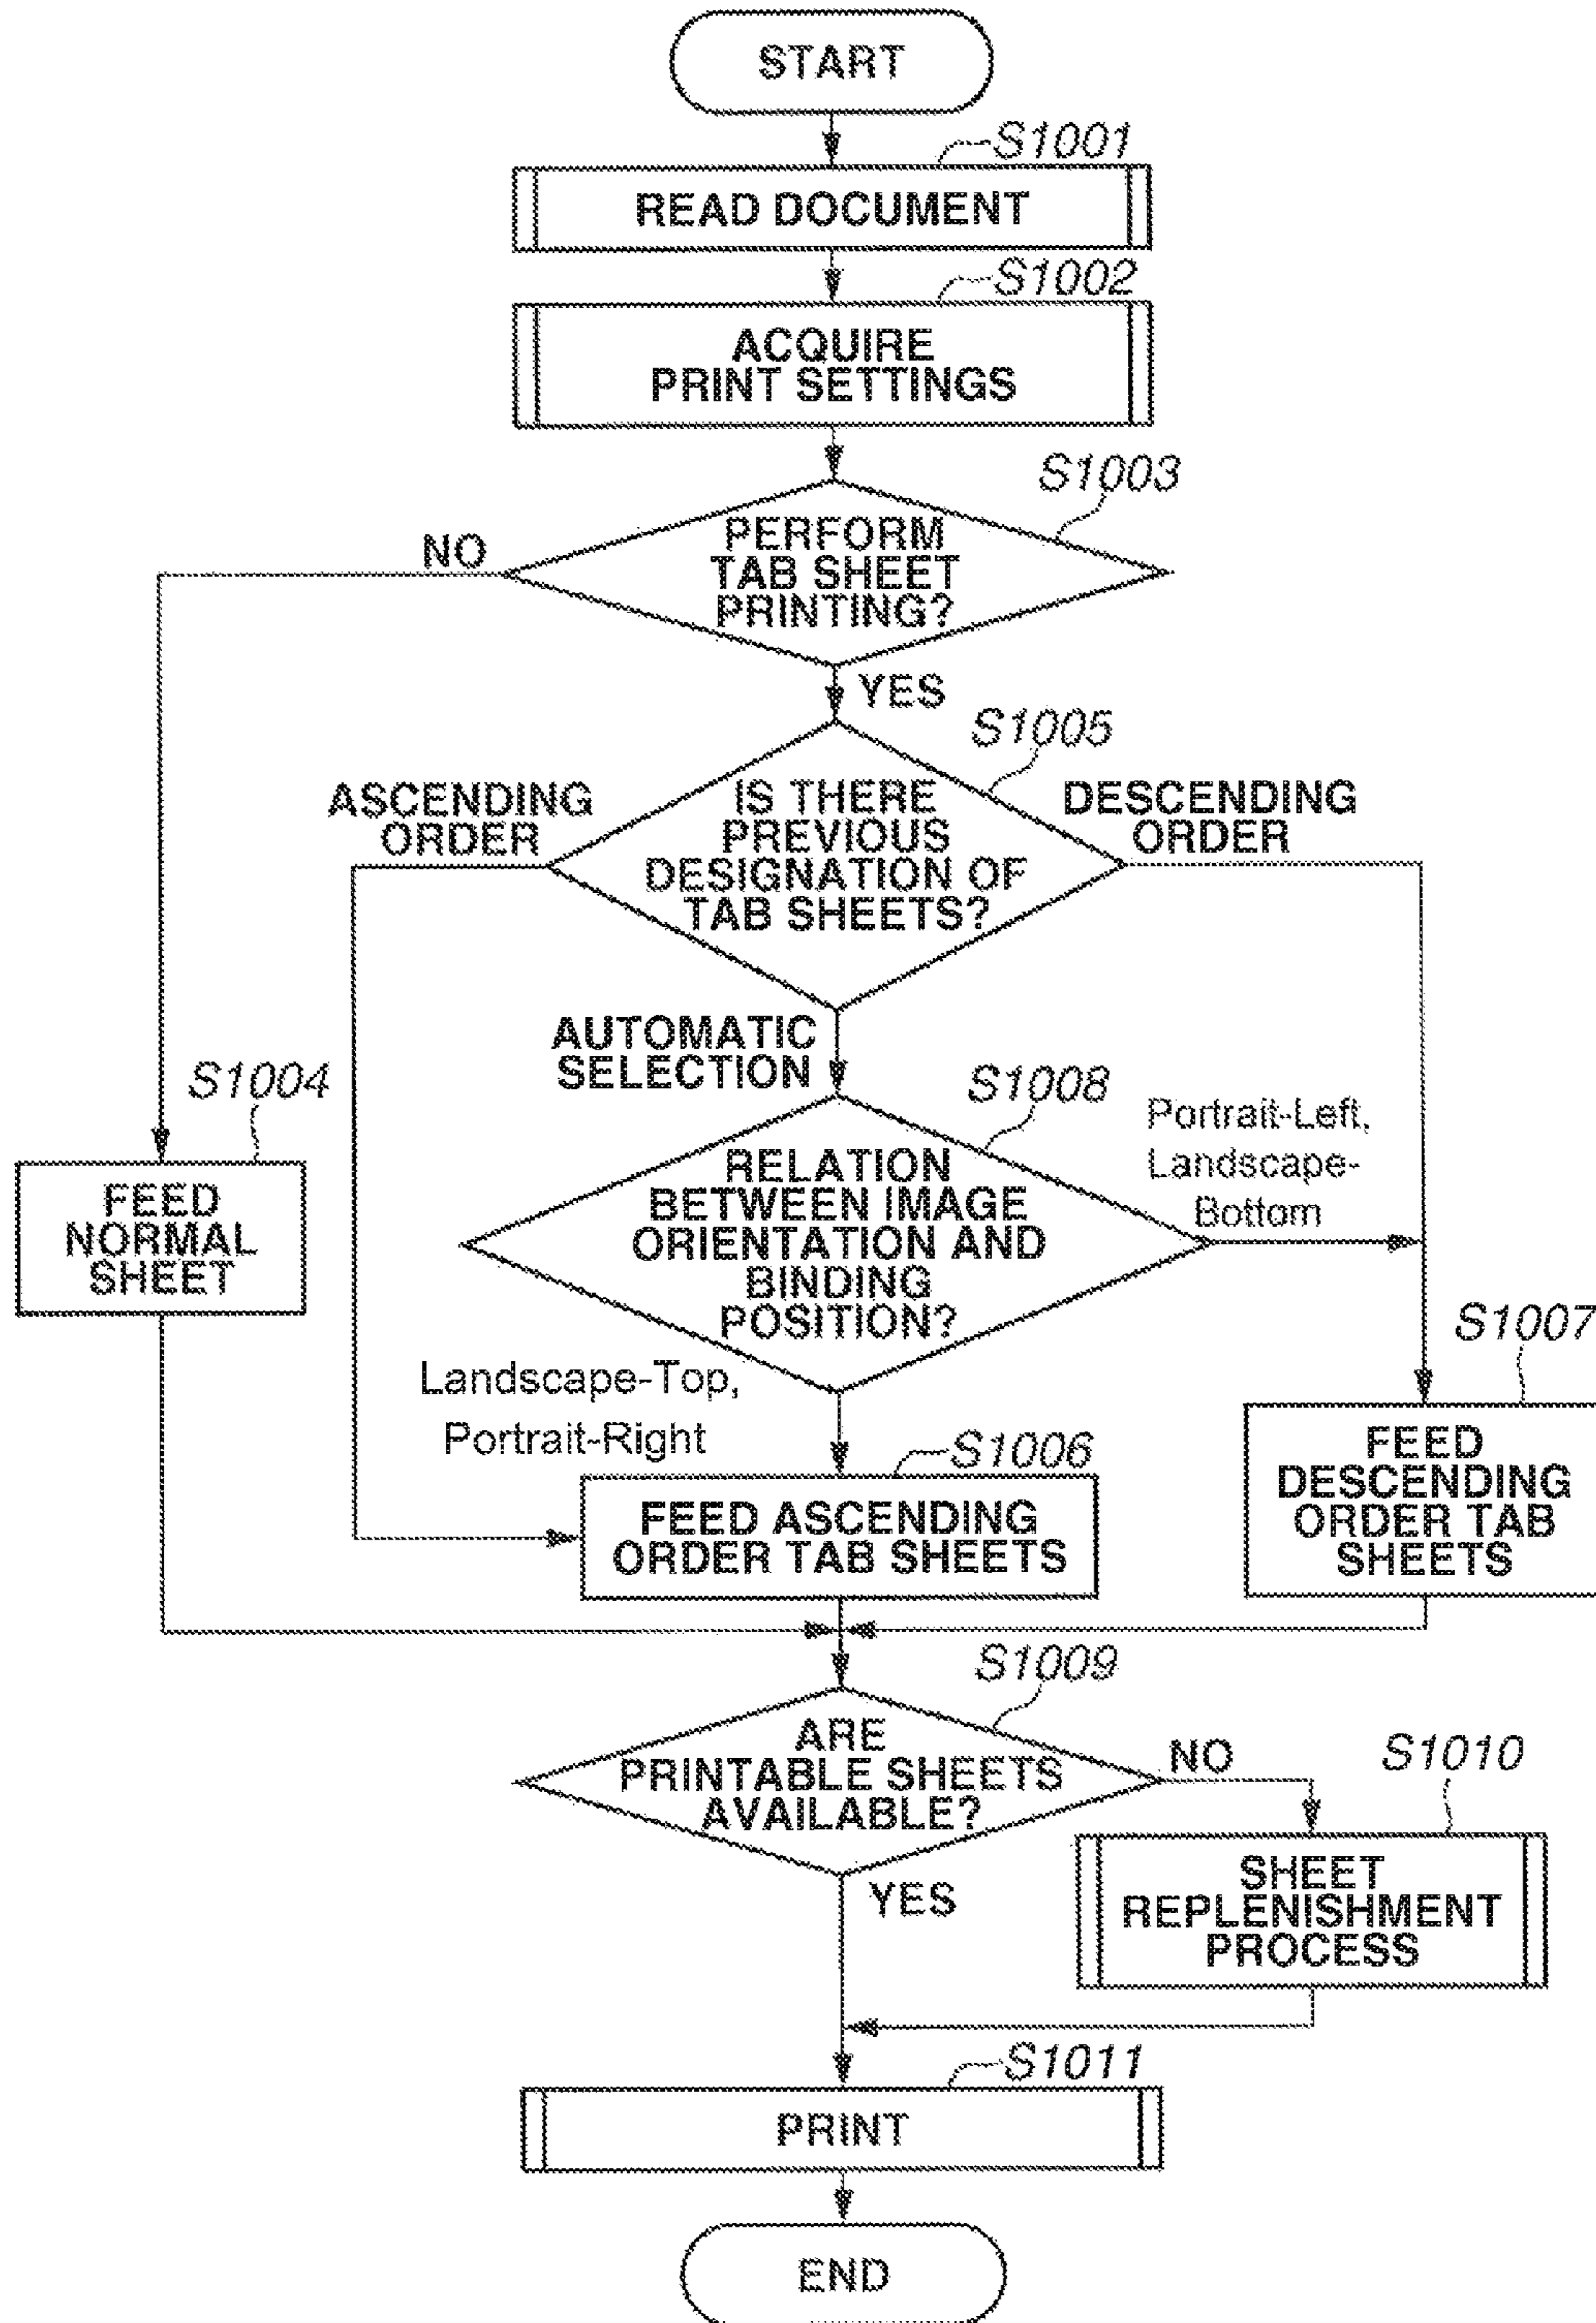 START
S1001
READ DOCUMENT
S1002
ACQUIRE
PRINT SETTINGS
S1003
PERFORM
TAB SHEET
PRINTING?
NO
YES
S1005
IS THERE
PREVIOUS
DESIGNATION OF
TAB SHEETS?
ASCENDING
ORDER
DESCENDING
ORDER
AUTOMATIC
SELECTION
S1004
FEED
NORMAL
SHEET
S1008
RELATION
BETWEEN IMAGE
ORIENTATION AND
BINDING
POSITION?
Portrait-Left,
Landscape-
Bottom
S1007
FEED
DESCENDING
ORDER TAB
SHEETS
Landscape-Top,
Portrait-Right
S1006
FEED ASCENDING
ORDER TAB SHEETS
S1009
ARE
PRINTABLE SHEETS
AVAILABLE?
NO
S1010
SHEET
REPLENISHMENT
PROCESS
YES
S1011
PRINT
END